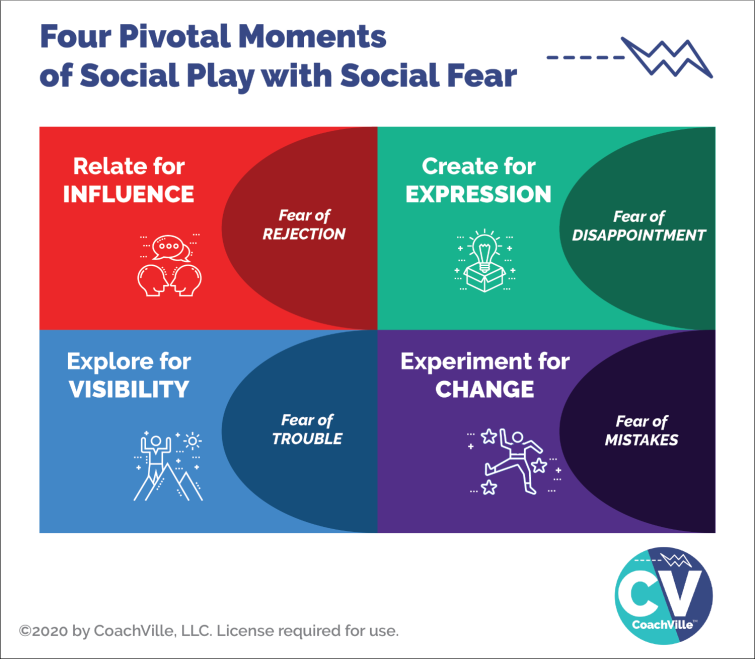 Four Pivotal Moments
of Social Play with Social Fear
Relate for
INFLUENCE
Fear of
REJECTION
Create for
EXPRESSION
Fear of
DISAPPOINTMENT
Explore for
VISIBILITY
Fear of
TROUBLE
Experiment for
CHANGE
Fear of
MISTAKES
CV
CoachVille
©2020 by CoachVille, LLC. License required for use.